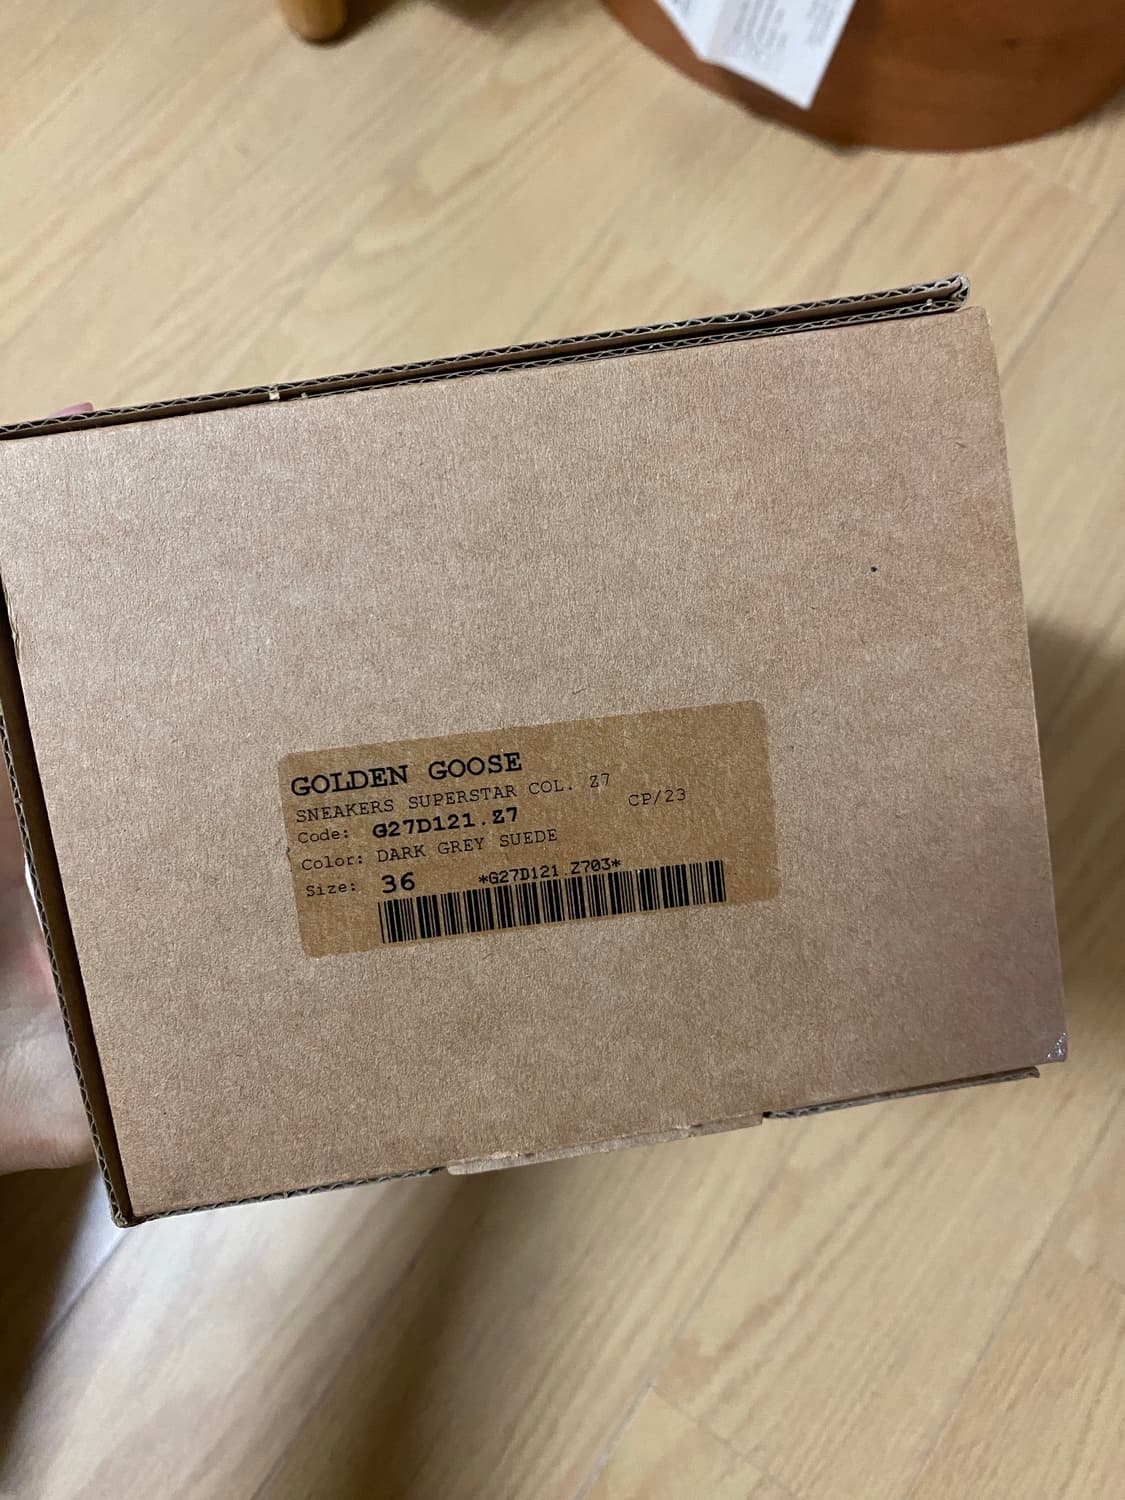 GOLDEN GOOSE
SNEAKERS SUPERSTAR COL. Z7
CP/23
Code: G27D121.Z7
Color: DARK GREY SUEDE
Size: 36
*G27D121.Z703*